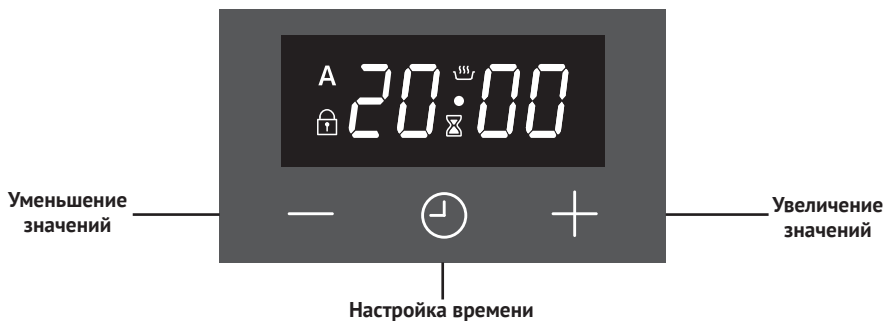 A 20:00
Уменьшение
значений
Увеличение
значений
Настройка времени